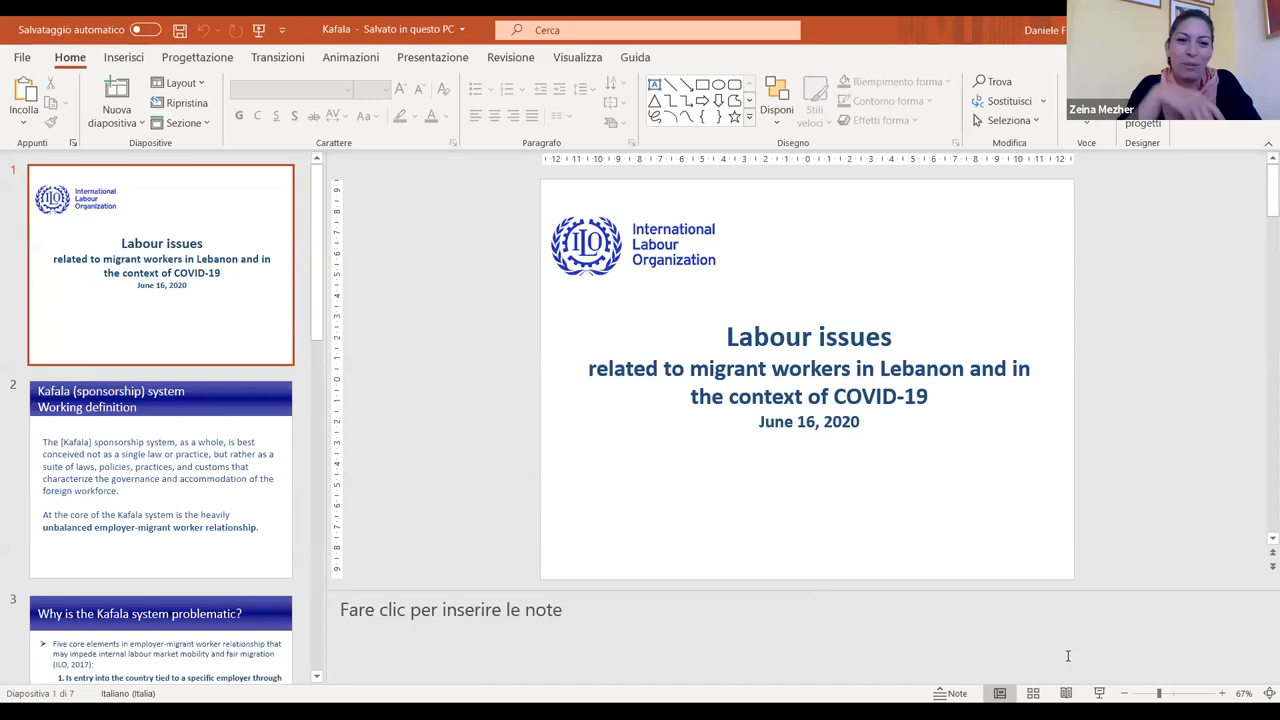 Salvataggio automatico
Kafala - Salvato in questo PC
Cerca
Daniele F
Zeina Mezher
File Home Inserisci Progettazione Transizioni Animazioni Presentazione Revisione Visualizza Guida
Incolla
Appunti
Nuova
diapositiva
Layout
Ripristina
Sezione
Diapositive
Carattere
Paragrafo
Disponi
Stili
veloci
Riempimento forma
Contorno forma
Effetti forma
Disegno
Trova
Sostituisci
Seleziona
Modifica
Voce
progetti
Designer
1
International
Labour
Organization
Labour issues
related to migrant workers in Lebanon and in
the context of COVID-19
June 16, 2020
2
Kafala (sponsorship) system
Working definition
The [Kafala] sponsorship system, as a whole, is best
conceived not as a single law or practice, but rather as a
suite of laws, policies, practices, and customs that
characterize the governance and accommodation of the
foreign workforce.
At the core of the Kafala system is the heavily
unbalanced employer-migrant worker relationship.
3
Why is the Kafala system problematic?
Five core elements in employer-migrant worker relationship that
may impede internal labour market mobility and fair migration
(ILO, 2017):
1. Is entry into the country tied to a specific employer through
ILO
International
Labour
Organization
Labour issues
related to migrant workers in Lebanon and in
the context of COVID-19
June 16, 2020
Fare clic per inserire le note
Diapositiva 1 di 7
Italiano (Italia)
Note
67%